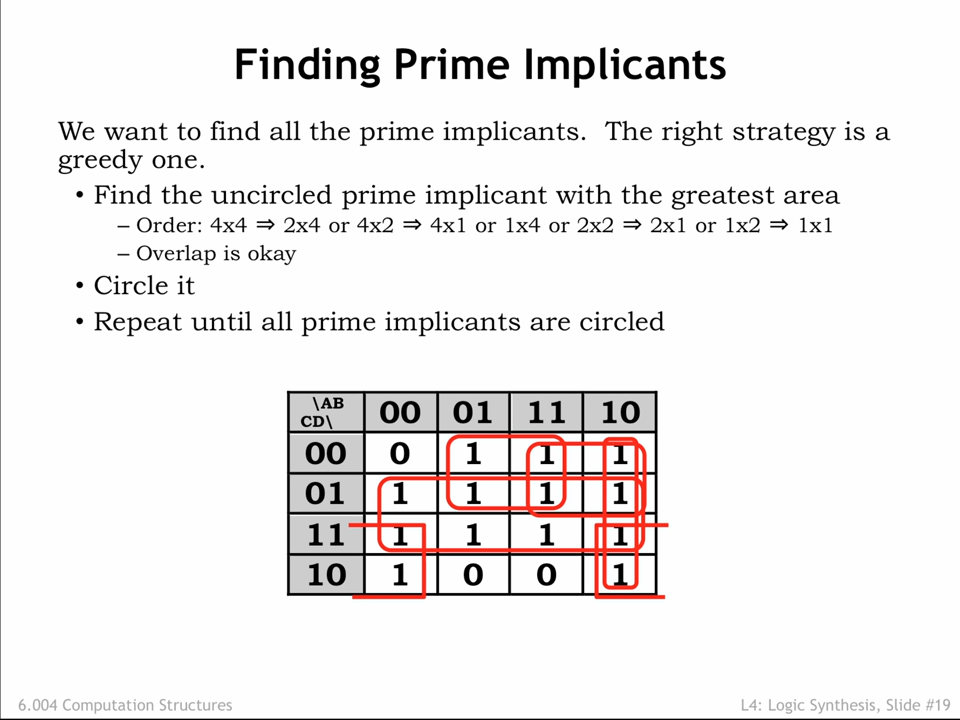 Finding Prime Implicants
We want to find all the prime implicants.  The right strategy is a
greedy one.
• Find the uncircled prime implicant with the greatest area
– Order: 4x4 ⇒ 2x4 or 4x2 ⇒ 4x1 or 1x4 or 2x2 ⇒ 2x1 or 1x2 ⇒ 1x1
– Overlap is okay
• Circle it
• Repeat until all prime implicants are circled
\AB
CD\ 00 01 11 10
00 0 1 1 1
01 1 1 1 1
11 1 1 1 1
10 1 0 0 1
6.004 Computation Structures L4: Logic Synthesis, Slide #19